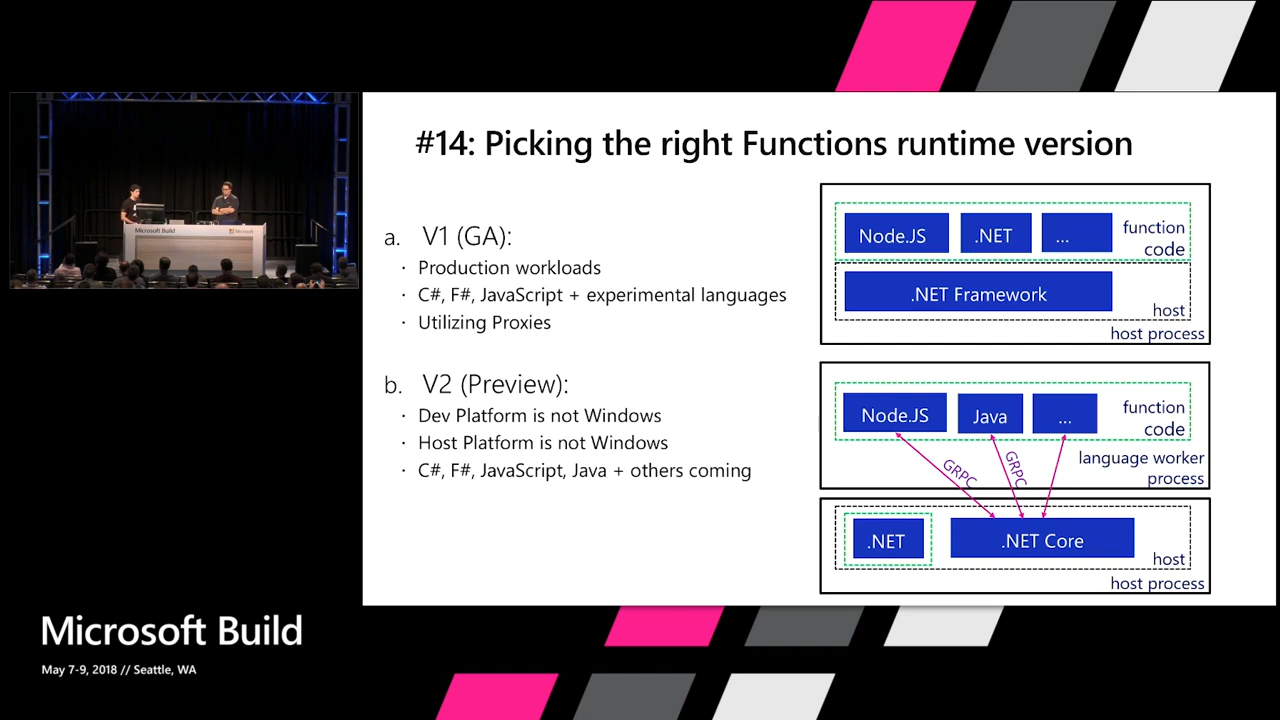 #14: Picking the right Functions runtime version
a. V1 (GA):
· Production workloads
· C#, F#, JavaScript + experimental languages
· Utilizing Proxies
b. V2 (Preview):
· Dev Platform is not Windows
· Host Platform is not Windows
· C#, F#, JavaScript, Java + others coming
Node.JS
.NET
...
function
code
.NET Framework
host
host process
Node.JS
Java
...
function
code
language worker
process
GRPC
GRPC
.NET
.NET Core
host
host process
Microsoft Build
Microsoft
Microsoft Build
May 7-9, 2018 // Seattle, WA